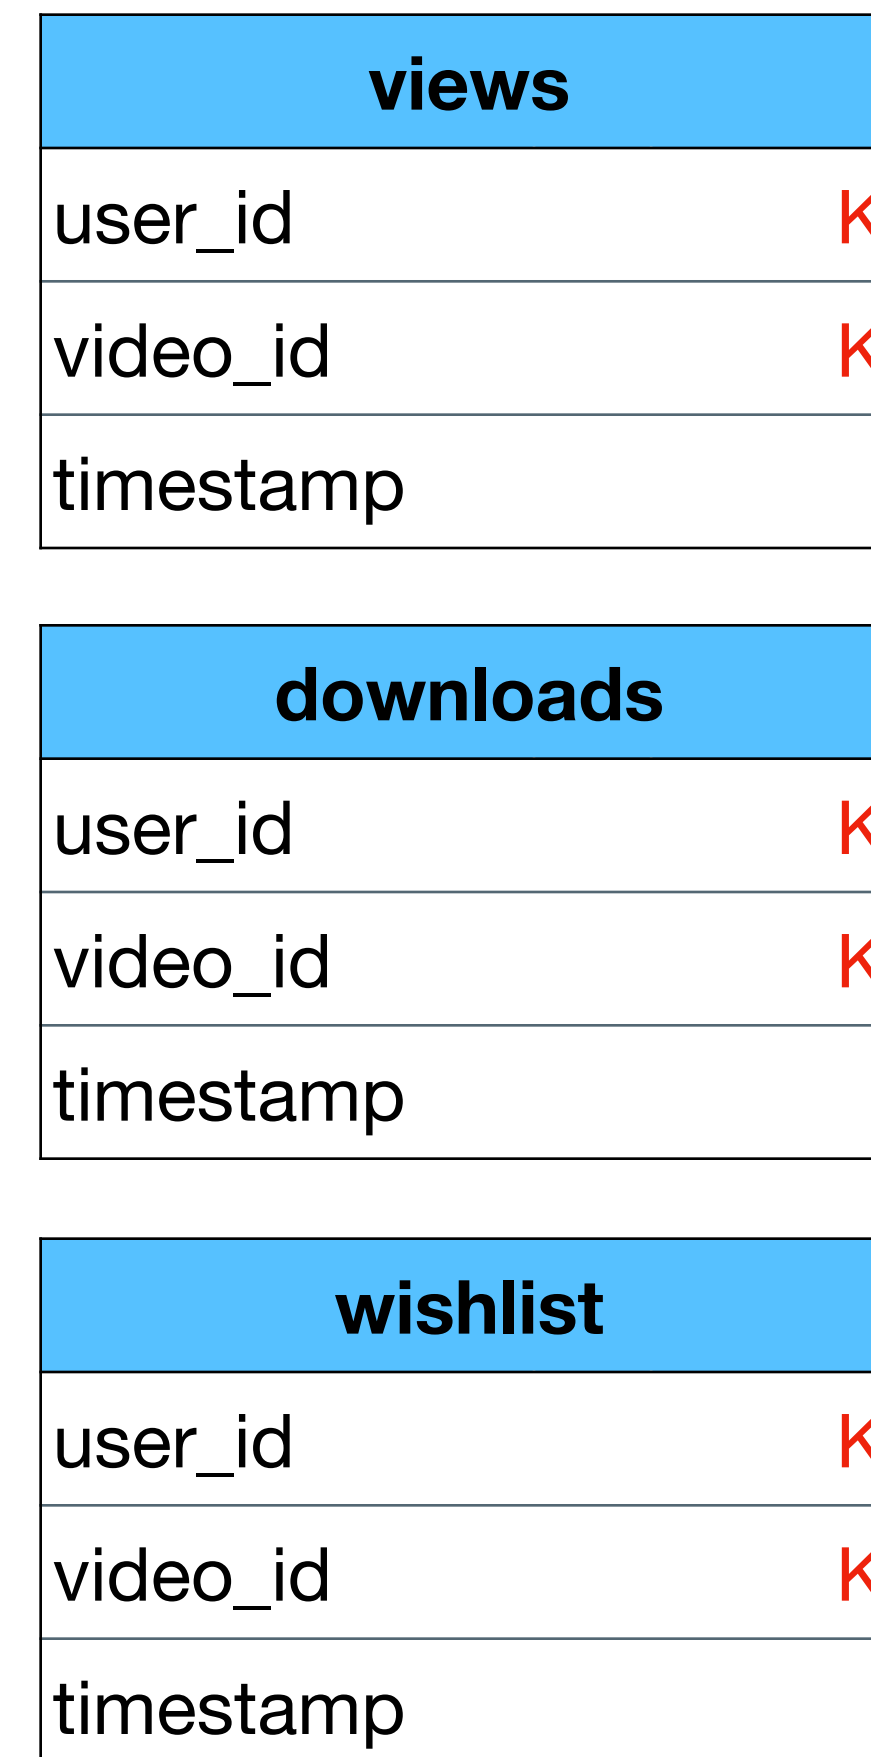 views
user_id K
video_id K
timestamp
downloads
user_id K
video_id K
timestamp
wishlist
user_id K
video_id K
timestamp